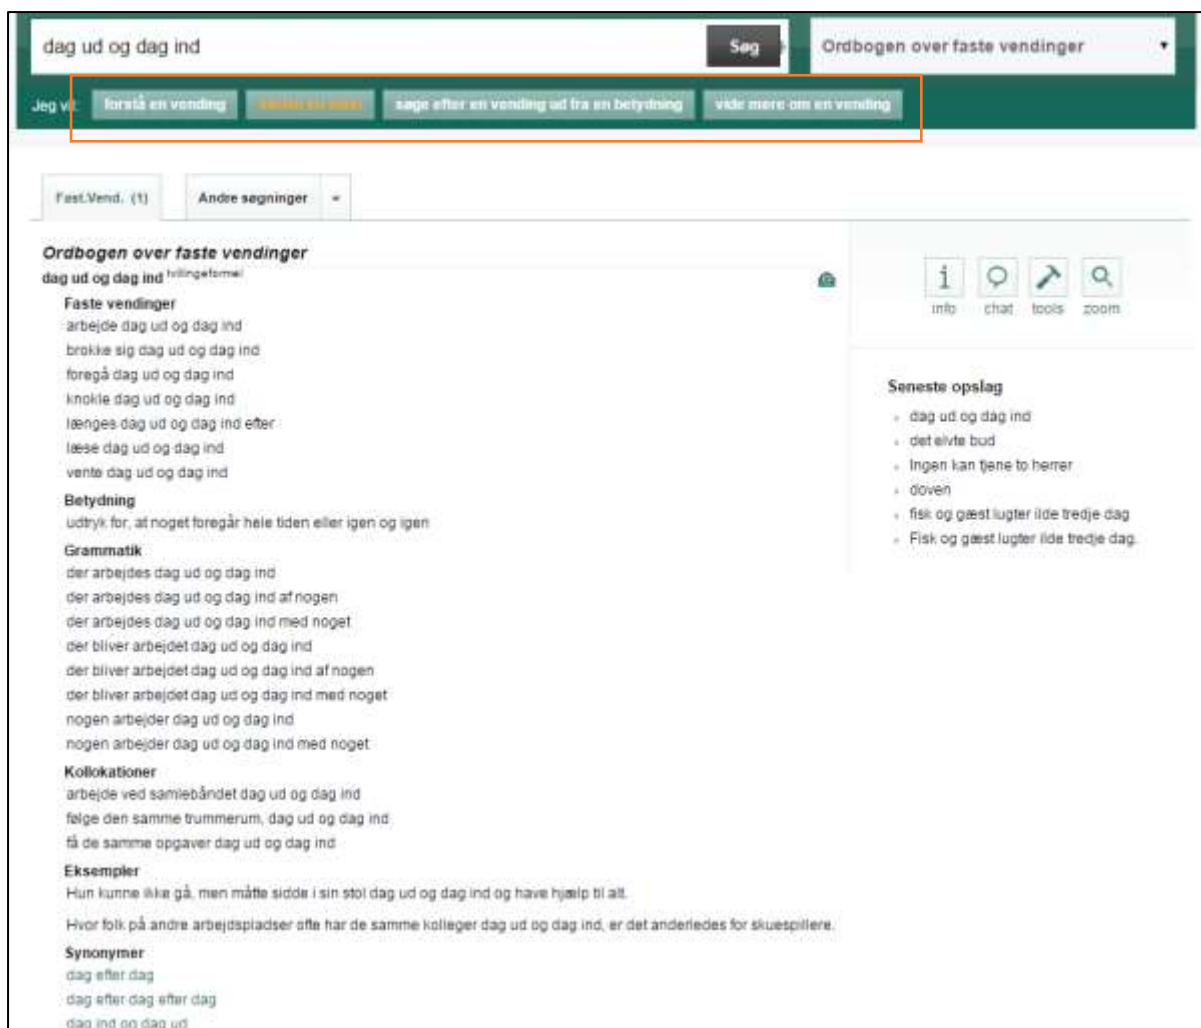 dag ud og dag ind
Søg
Ordbogen over faste vendinger
Jeg vil:
forstå en vending
søge efter en vending ud fra en betydning
vide mere om en vending
Fast.Vend. (1)
Andre søgninger
Ordbogen over faste vendinger
dag ud og dag ind tvillingeformel
Faste vendinger
arbejde dag ud og dag ind
brokke sig dag ud og dag ind
foregå dag ud og dag ind
knokle dag ud og dag ind
længes dag ud og dag ind efter
læse dag ud og dag ind
vente dag ud og dag ind
Betydning
udtryk for, at noget foregår hele tiden eller igen og igen
Grammatik
der arbejdes dag ud og dag ind
der arbejdes dag ud og dag ind af nogen
der arbejdes dag ud og dag ind med noget
der bliver arbejdet dag ud og dag ind
der bliver arbejdet dag ud og dag ind af nogen
der bliver arbejdet dag ud og dag ind med noget
nogen arbejder dag ud og dag ind
nogen arbejder dag ud og dag ind med noget
Kollokationer
arbejde ved samlebåndet dag ud og dag ind
følge den samme trummerum, dag ud og dag ind
få de samme opgaver dag ud og dag ind
Eksempler
Hun kunne ikke gå, men måtte sidde i sin stol dag ud og dag ind og have hjælp til alt.
Hvor folk på andre arbejdspladser ofte har de samme kolleger dag ud og dag ind, er det anderledes for skuespillere.
Synonymer
dag efter dag
dag efter dag efter dag
dag ind og dag ud
info
chat
tools
zoom
Seneste opslag
dag ud og dag ind
det elvte bud
Ingen kan tjene to herrer
doven
fisk og gæst lugter ilde tredje dag
Fisk og gæst lugter ilde tredje dag.